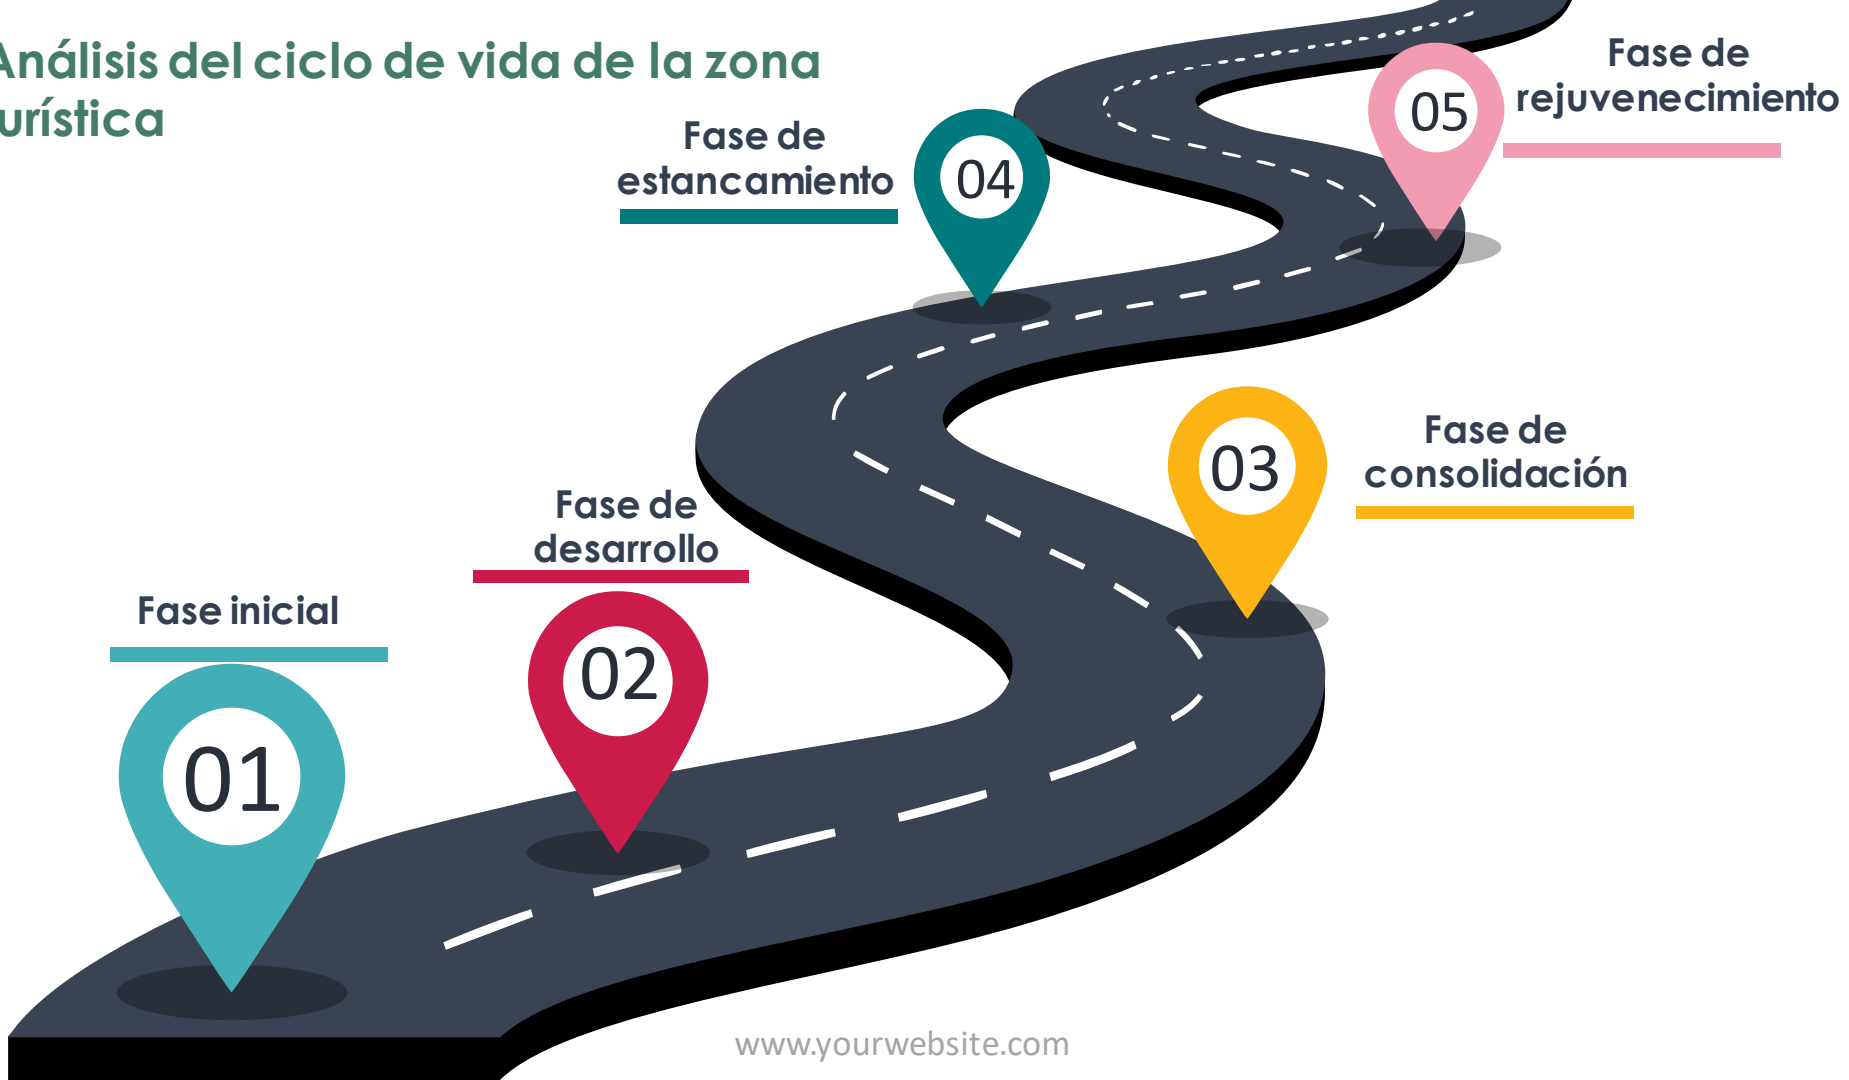 Análisis del ciclo de vida de la zona
urística
Fase inicial
01
Fase de
desarrollo
02
Fase de
consolidación
03
Fase de
estancamiento
04
Fase de
rejuvenecimiento
05
www.yourwebsite.com